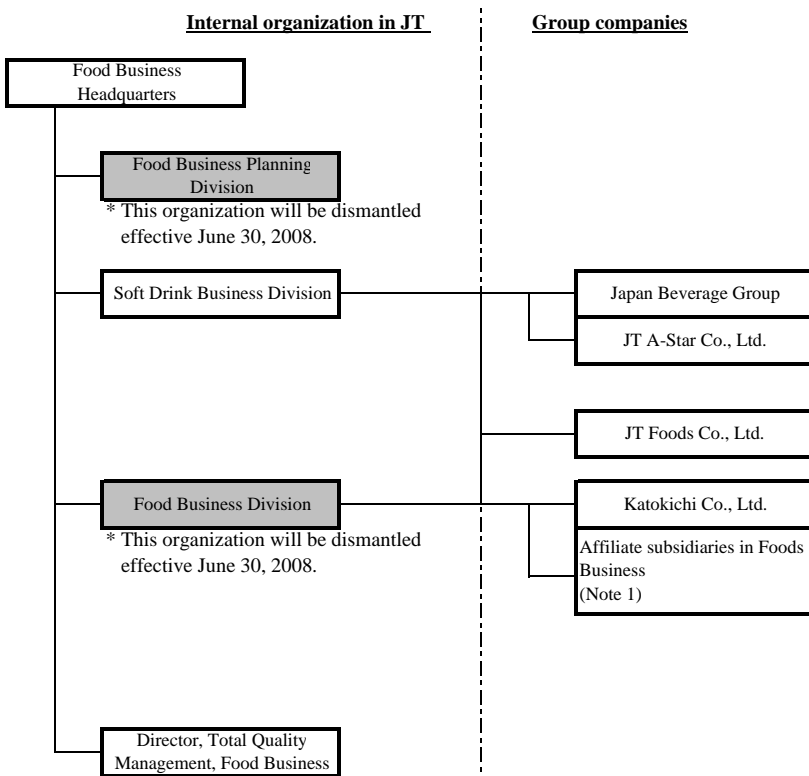 Internal organization in JT
Group companies
Food Business
Headquarters
Food Business Planning
Division
* This organization will be dismantled
effective June 30, 2008.
Soft Drink Business Division
Japan Beverage Group
JT A-Star Co., Ltd.
JT Foods Co., Ltd.
Food Business Division
Katokichi Co., Ltd.
* This organization will be dismantled
effective June 30, 2008.
Affiliate subsidiaries in Foods
Business
(Note 1)
Director, Total Quality
Management, Food Business